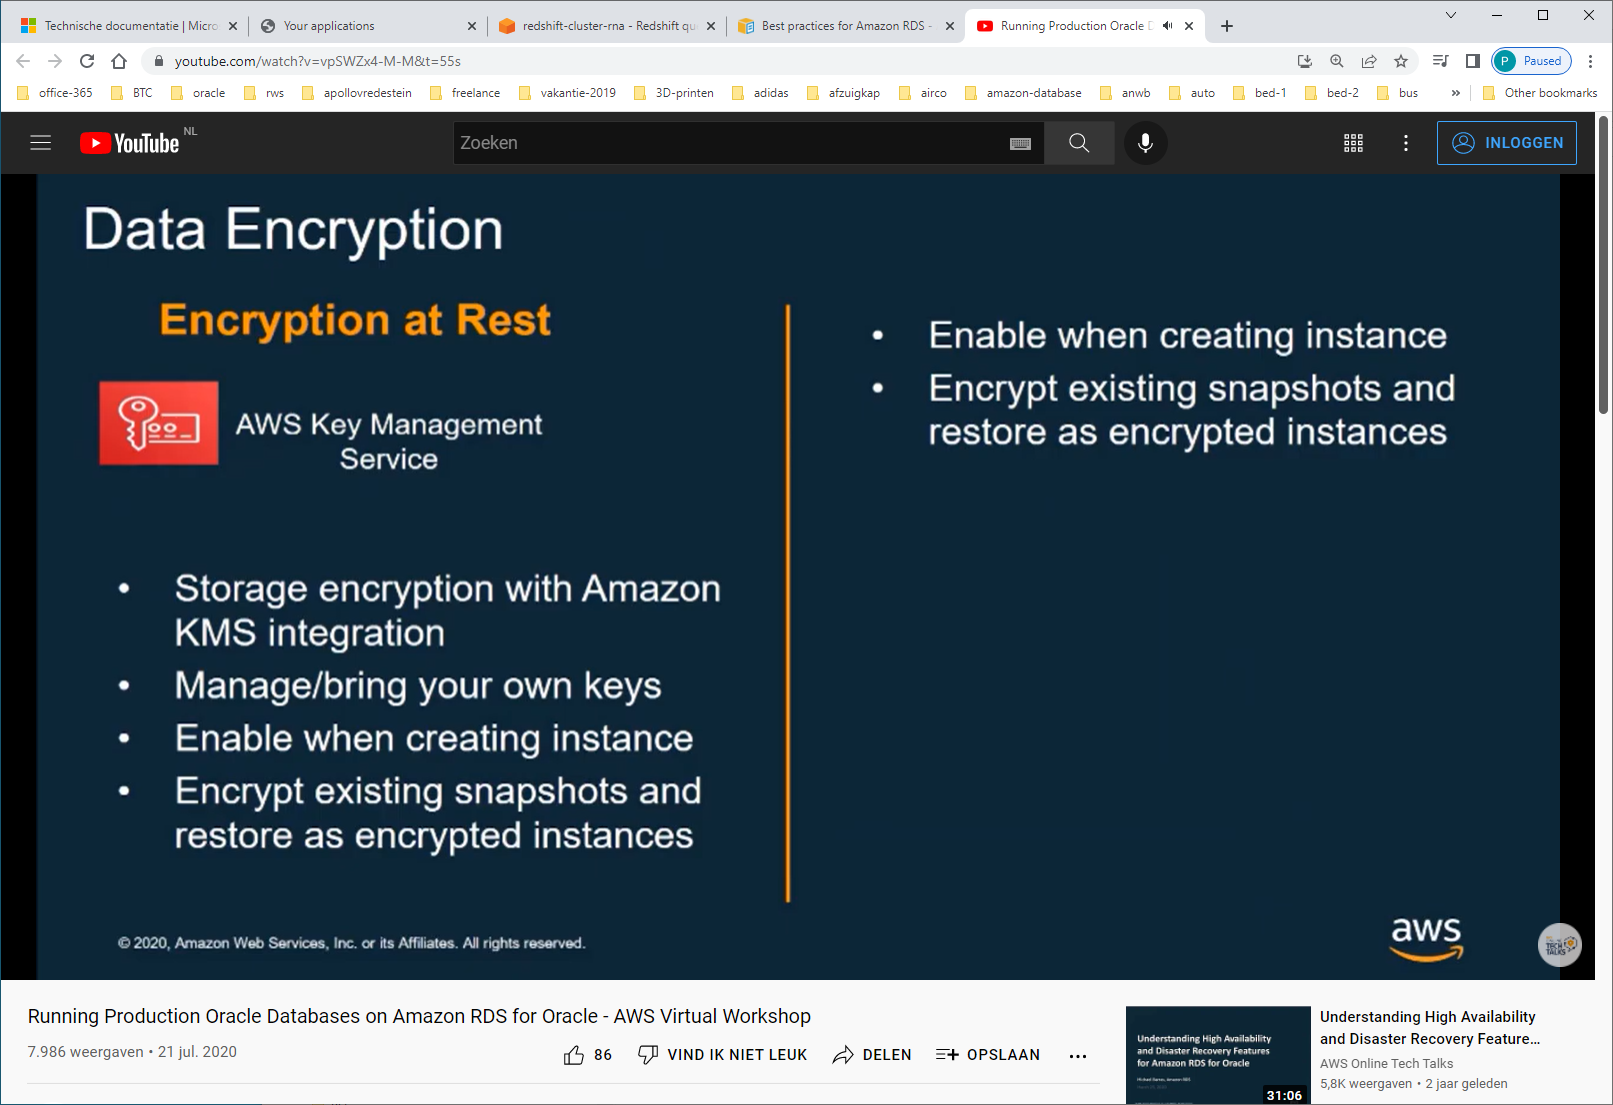 Technische documentatie | Micro
Your applications
redshift-cluster-rna - Redshift qu
Best practices for Amazon RDS -
Running Production Oracle D
youtube.com/watch?v=vpSWZx4-M-M&t=55s
P Paused
office-365 BTC oracle rws apollovredestein freelance vakantie-2019 3D-printen adidas afzuigkap airco amazon-database anwb auto bed-1 bed-2 bus » Other bookmarks
YouTube NL
Zoeken
INLOGGEN
Data Encryption
Encryption at Rest
AWS Key Management
Service
• Storage encryption with Amazon
KMS integration
• Manage/bring your own keys
• Enable when creating instance
• Encrypt existing snapshots and
restore as encrypted instances
• Enable when creating instance
• Encrypt existing snapshots and
restore as encrypted instances
© 2020, Amazon Web Services, Inc. or its Affiliates. All rights reserved.
aws
TECH
TALKS
Running Production Oracle Databases on Amazon RDS for Oracle - AWS Virtual Workshop
7.986 weergaven • 21 jul. 2020
86 VIND IK NIET LEUK DELEN OPSLAAN
Understanding High Availability
and Disaster Recovery Features
for Amazon RDS for Oracle
31:06
Understanding High Availability
and Disaster Recovery Feature...
AWS Online Tech Talks
5,8K weergaven • 2 jaar geleden